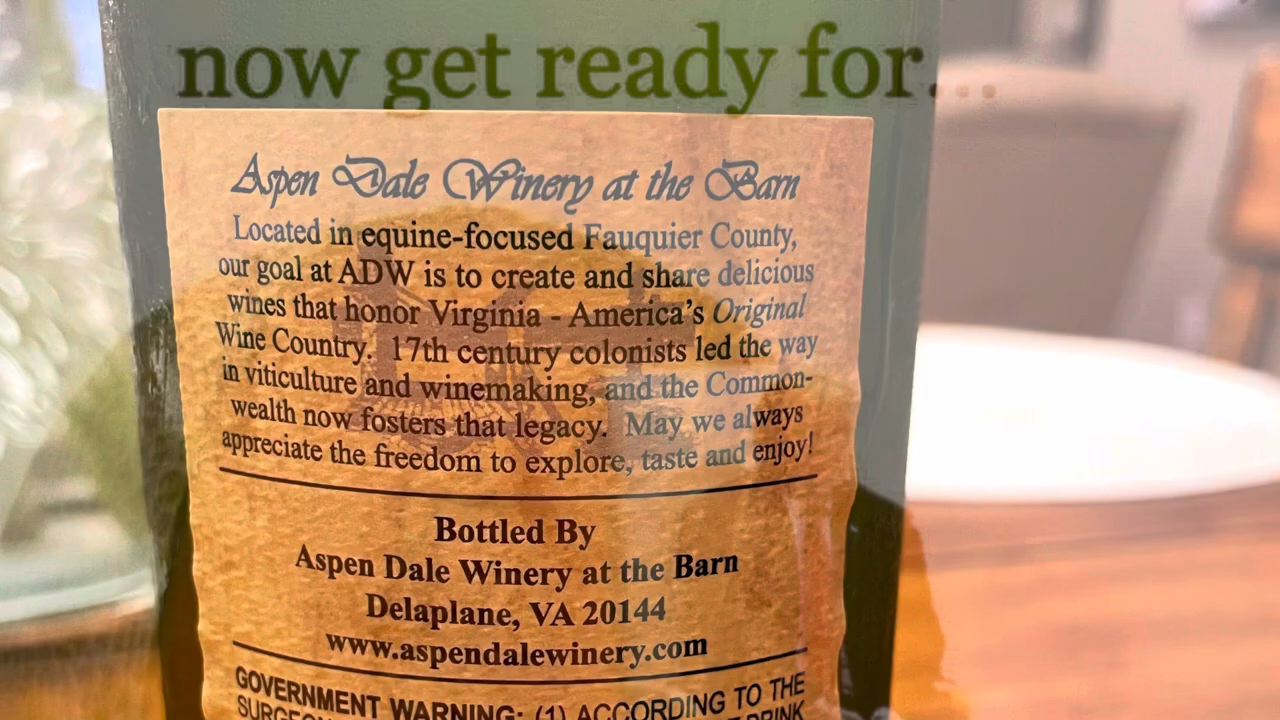 now get ready for...
Aspen Dale Winery at the Barn
Located in equine-focused Fauquier County,
our goal at ADW is to create and share delicious
wines that honor Virginia - America's Original
Wine Country. 17th century colonists led the way
in viticulture and winemaking, and the Common-
wealth now fosters that legacy. May we always
appreciate the freedom to explore, taste and enjoy!
Bottled By
Aspen Dale Winery at the Barn
Delaplane, VA 20144
www.aspendalewinery.com
GOVERNMENT WARNING: (1) ACCORDING TO THE
DRINK